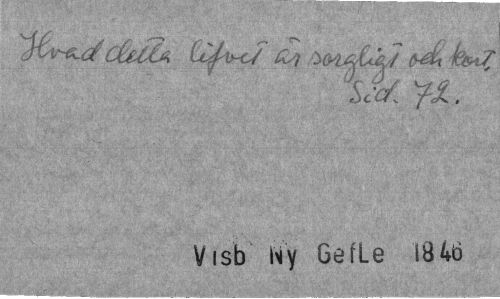 Hvad detta lifvet är sorgligt och kort,
Sid. 72.
Visb Ny GefLe 1846